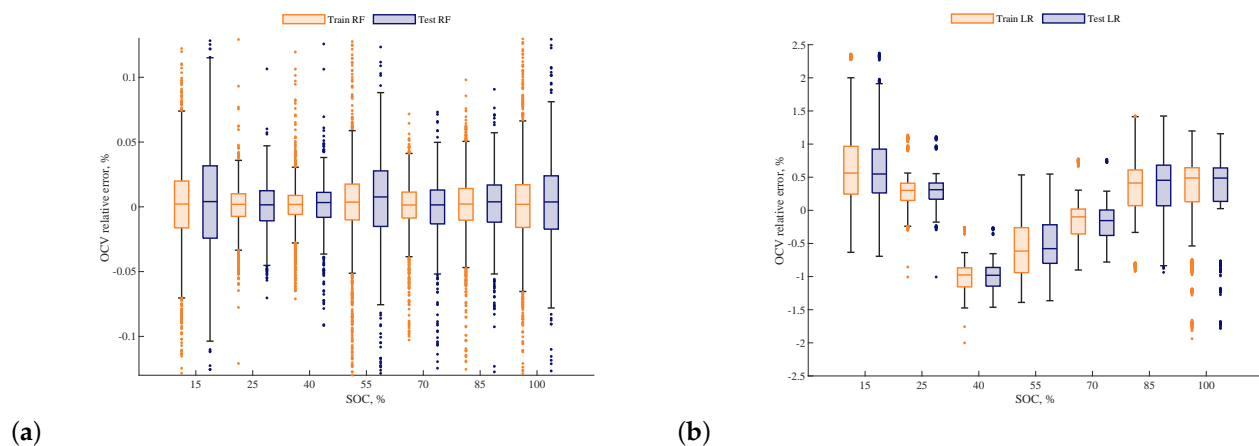 Train RF Test RF
0.1
0.05
0
-0.05
-0.1
OCV relative error, %
15 25 40 55 70 85 100
SOC, %
(a)
Train LR Test LR
2.5
2
1.5
1
0.5
0
-0.5
-1
-1.5
-2
-2.5
OCV relative error, %
15 25 40 55 70 85 100
SOC, %
(b)